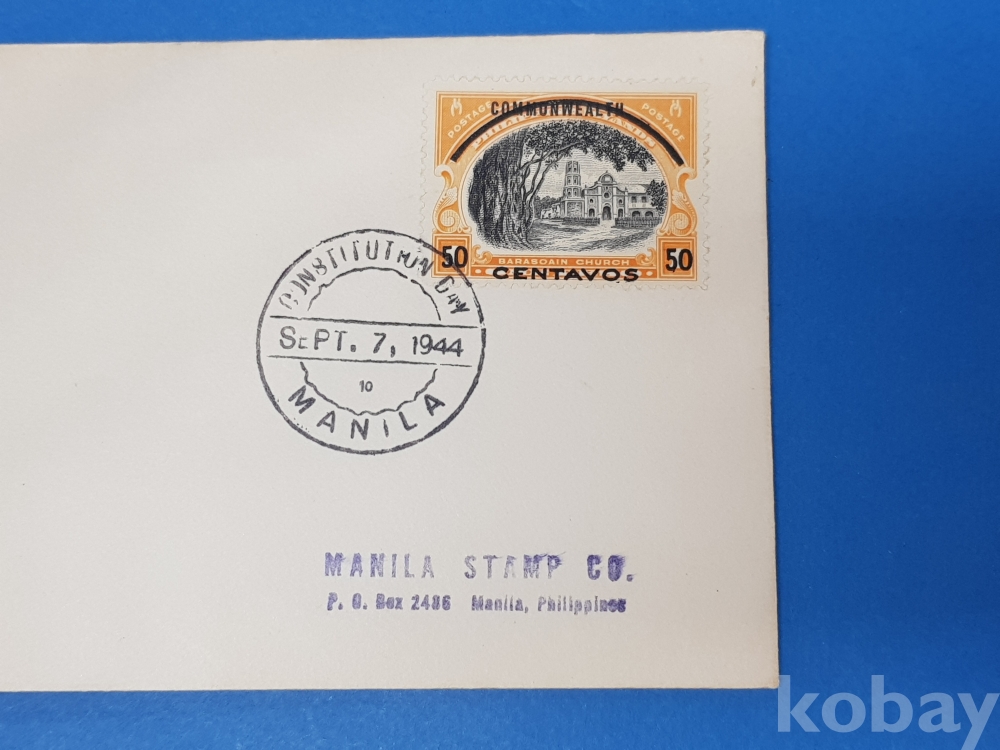 COMMONWEALTH
POSTAGE POSTAGE
50 50
BARASOAIN CHURCH
CENTAVOS
CONSTITUTION DAY
SEPT. 7, 1944
10
MANILA
MANILA STAMP CO.
P. O. Box 2486 Manila, Philippines
kobay